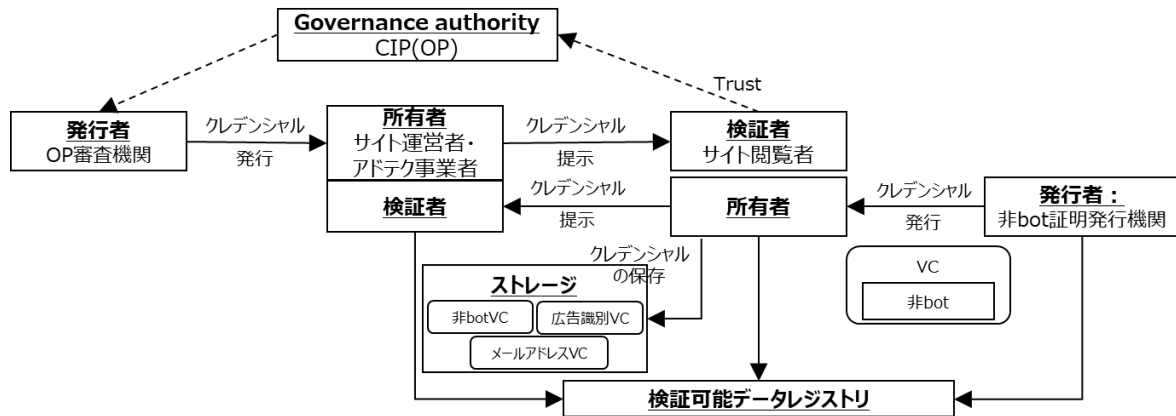 Governance authority
CIP(OP)
Trust
発行者
OP審査機関
クレデンシャル
発行
所有者
サイト運営者・
アドテク事業者
クレデンシャル
提示
検証者
サイト閲覧者
検証者
クレデンシャル
提示
所有者
クレデンシャル
発行
発行者：
非bot証明発行機関
クレデンシャル
の保存
ストレージ
非botVC
広告識別VC
メールアドレスVC
VC
非bot
検証可能データレジストリ